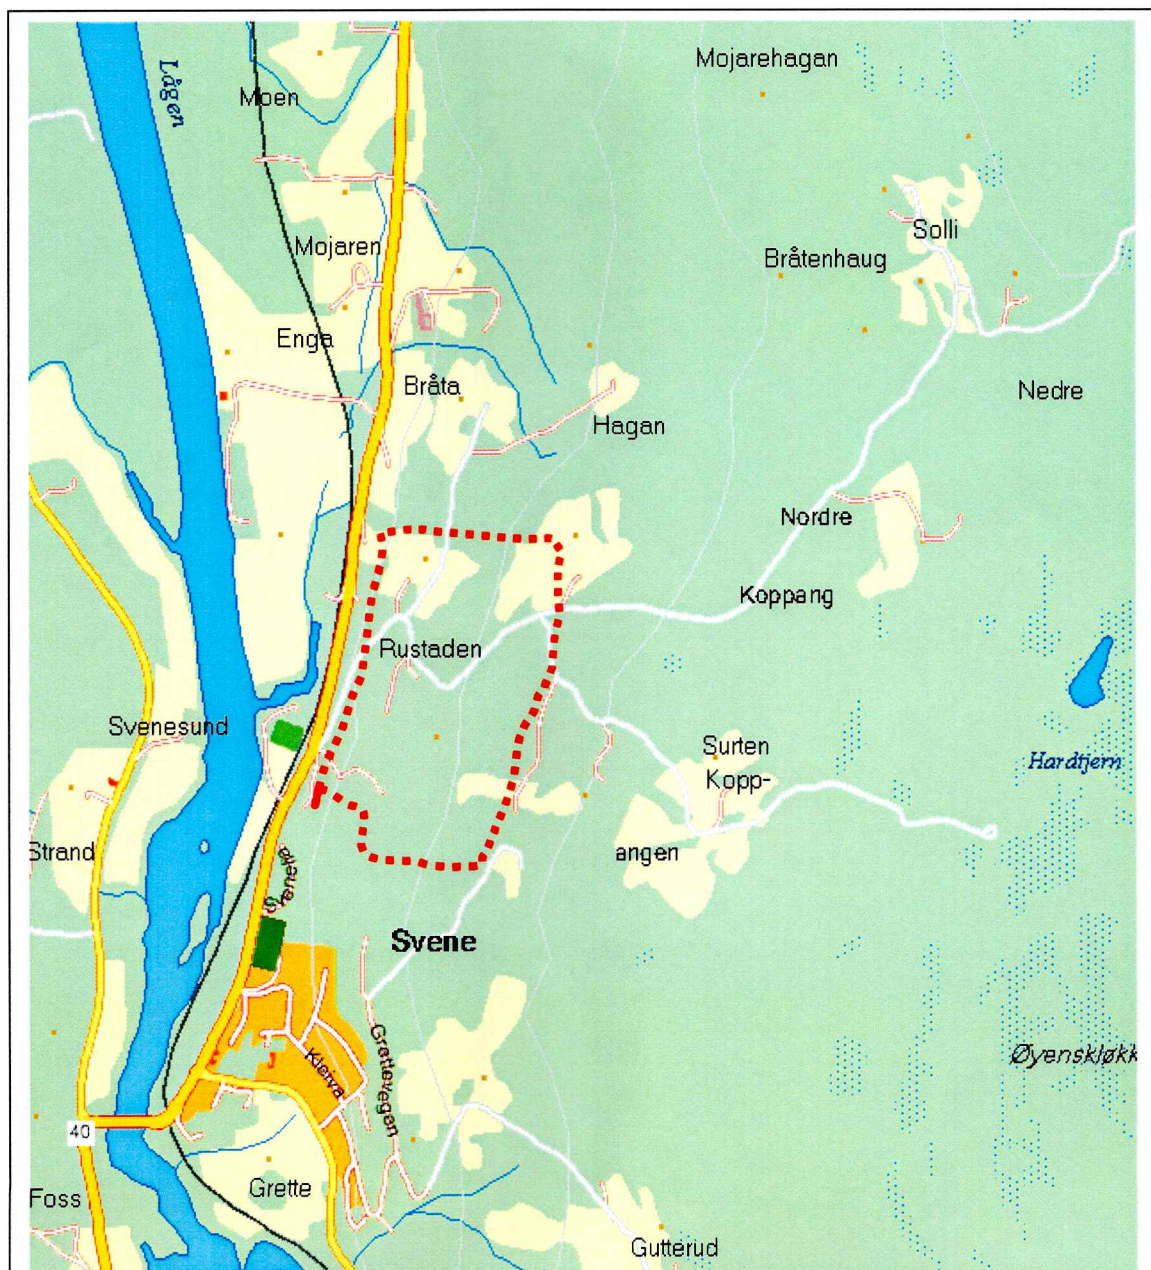 Mojarehagan
Lågen
Moen
Solli
Mojaren
Bråtenhaug
Enga
Bråta
Nedre
Hagan
Nordre
Koppang
Rustaden
Svenesund
Surten
Kopp-
Hardtjern
Strand
angen
Svene
Øyenskløkk
Kleiva
Grettevegen
40
Grette
Foss
Gutterud